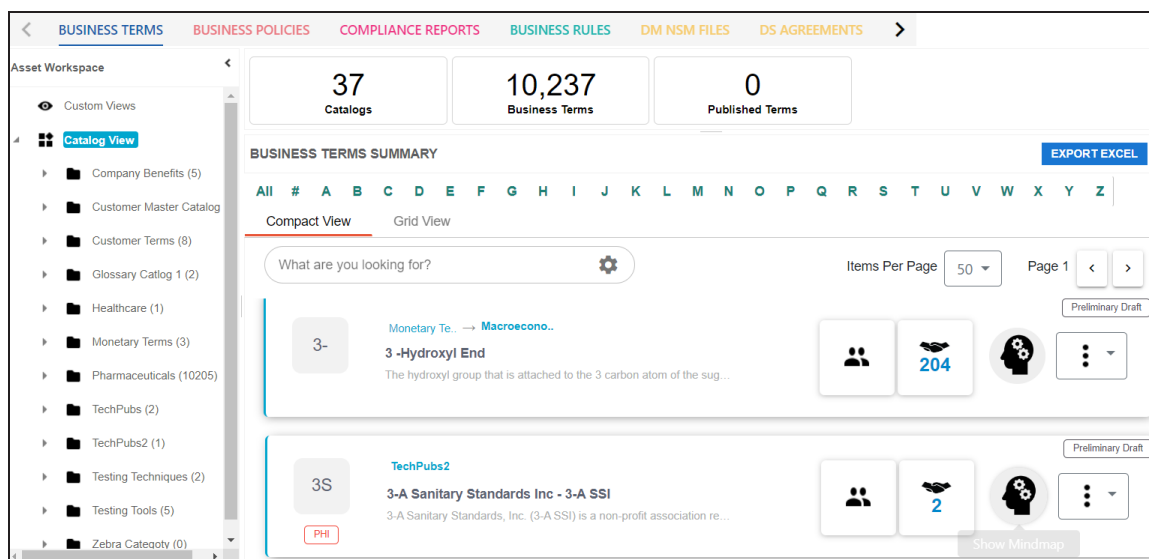 BUSINESS TERMS BUSINESS POLICIES COMPLIANCE REPORTS BUSINESS RULES DM NSM FILES DS AGREEMENTS
Asset Workspace
Custom Views
Catalog View
Company Benefits (5)
Customer Master Catalog
Customer Terms (8)
Glossary Catlog 1 (2)
Healthcare (1)
Monetary Terms (3)
Pharmaceuticals (10205)
TechPubs (2)
TechPubs2 (1)
Testing Techniques (2)
Testing Tools (5)
Zebra Categoty (0)
37
Catalogs
10,237
Business Terms
0
Published Terms
BUSINESS TERMS SUMMARY
EXPORT EXCEL
All # A B C D E F G H I J K L M N O P Q R S T U V W X Y Z
Compact View Grid View
What are you looking for?
Items Per Page 50 Page 1
Preliminary Draft
3-
Monetary Te.. → Macroecono..
3 -Hydroxyl End
The hydroxyl group that is attached to the 3 carbon atom of the sug...
204
Preliminary Draft
3S
PHI
TechPubs2
3-A Sanitary Standards Inc - 3-A SSI
3-A Sanitary Standards, Inc. (3-A SSI) is a non-profit association re...
2
Show Mindmap